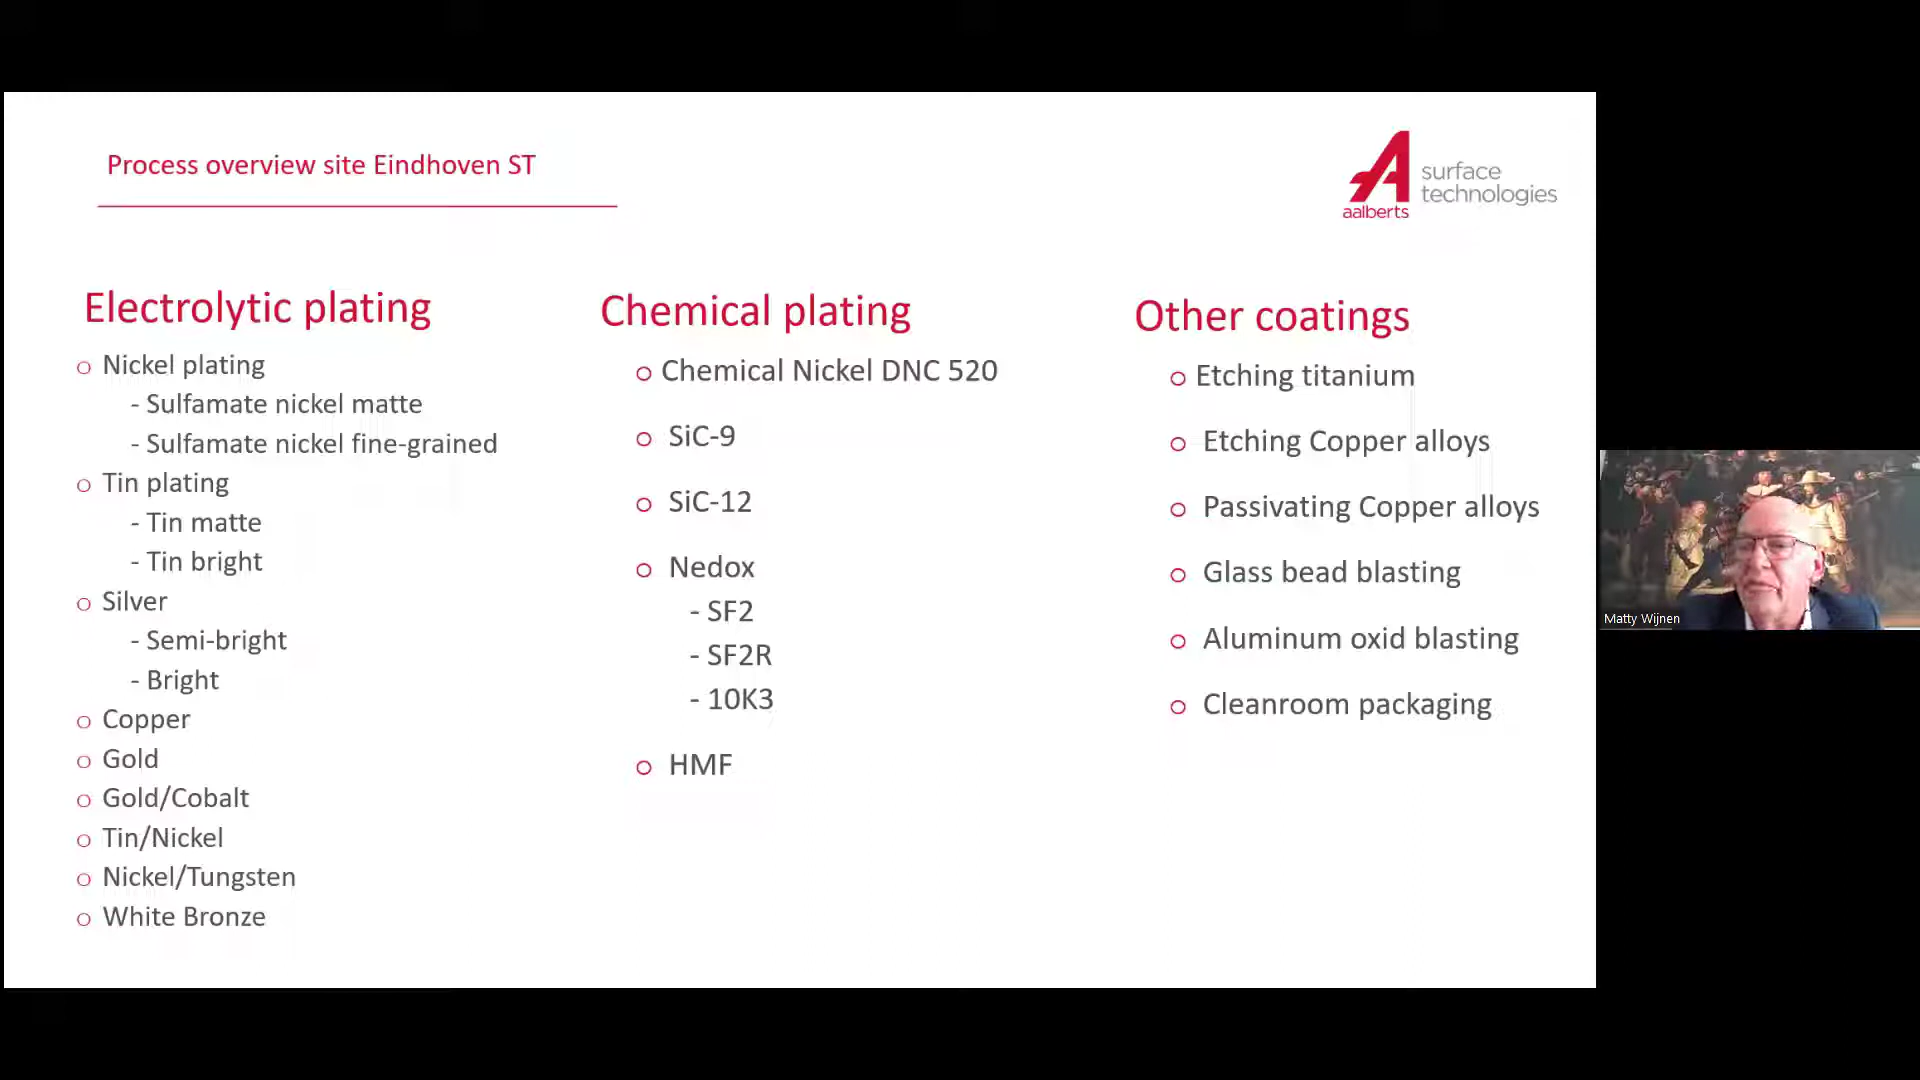 Process overview site Eindhoven ST
aalberts
surface
technologies
Electrolytic plating
o Nickel plating
- Sulfamate nickel matte
- Sulfamate nickel fine-grained
o Tin plating
- Tin matte
- Tin bright
o Silver
- Semi-bright
- Bright
o Copper
o Gold
o Gold/Cobalt
o Tin/Nickel
o Nickel/Tungsten
o White Bronze
Chemical plating
o Chemical Nickel DNC 520
o SiC-9
o SiC-12
o Nedox
- SF2
- SF2R
- 10K3
o HMF
Other coatings
o Etching titanium
o Etching Copper alloys
o Passivating Copper alloys
o Glass bead blasting
o Aluminum oxid blasting
o Cleanroom packaging
Matty Wijnen